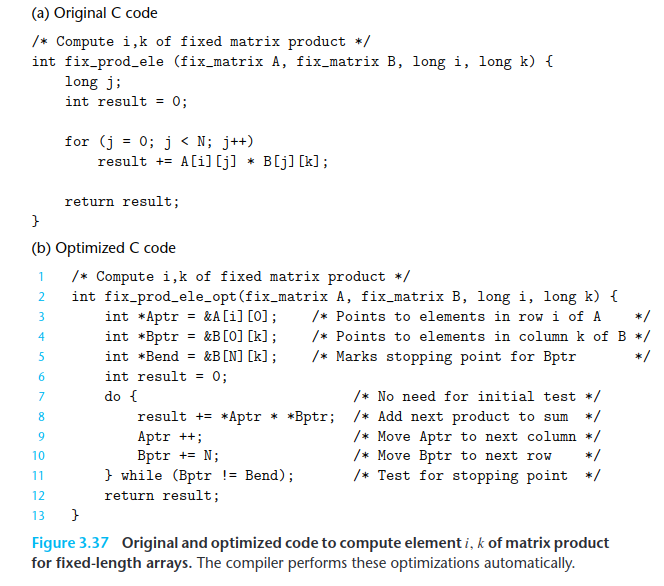 (a) Original C code
/* Compute i,k of fixed matrix product */
int fix_prod_ele (fix_matrix A, fix_matrix B, long i, long k) {
    long j;
    int result = 0;

    for (j = 0; j < N; j++)
        result += A[i][j] * B[j][k];

    return result;
}
(b) Optimized C code
1   /* Compute i,k of fixed matrix product */
2   int fix_prod_ele_opt(fix_matrix A, fix_matrix B, long i, long k) {
3       int *Aptr = &A[i][0];    /* Points to elements in row i of A    */
4       int *Bptr = &B[0][k];    /* Points to elements in column k of B */
5       int *Bend = &B[N][k];    /* Marks stopping point for Bptr       */
6       int result = 0;
7       do {                          /* No need for initial test */
8           result += *Aptr * *Bptr;  /* Add next product to sum  */
9           Aptr ++;                  /* Move Aptr to next column */
10          Bptr += N;                /* Move Bptr to next row    */
11      } while (Bptr != Bend);       /* Test for stopping point  */
12      return result;
13  }
Figure 3.37 Original and optimized code to compute element i, k of matrix product
for fixed-length arrays. The compiler performs these optimizations automatically.